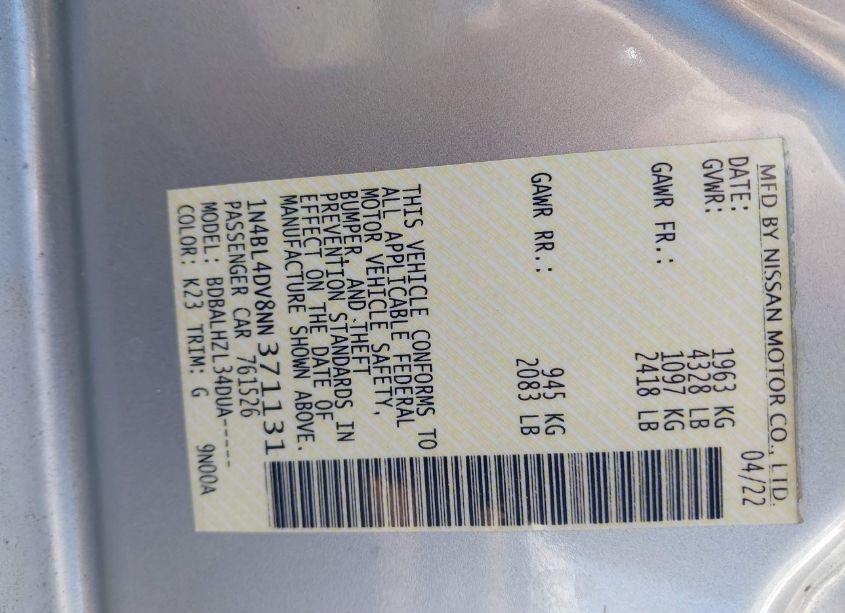 MFD BY NISSAN MOTOR CO., LTD.
DATE: 04/22
GVWR: 1963 KG
4328 LB
GAWR FR.: 1097 KG
2418 LB
GAWR RR.: 945 KG
2083 LB
THIS VEHICLE CONFORMS TO
ALL APPLICABLE FEDERAL
MOTOR VEHICLE SAFETY,
BUMPER, AND THEFT
PREVENTION STANDARDS IN
EFFECT ON THE DATE OF
MANUFACTURE SHOWN ABOVE.
1N4BL4DV8NN371131
PASSENGER CAR 761526
MODEL: BDBALHZL34DUA-----
COLOR: K23 TRIM: G 9N00A